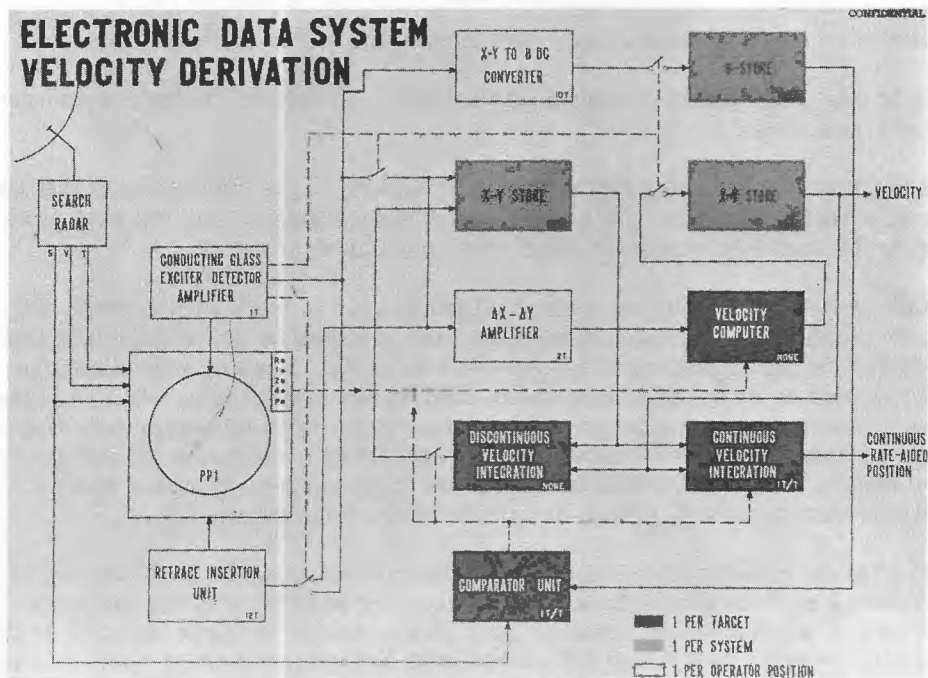 CONFIDENTIAL
ELECTRONIC DATA SYSTEM
VELOCITY DERIVATION
X-Y TO θ DC
CONVERTER
10T
STORE
SEARCH
RADAR
S V T
X-Y STORE
STORE
VELOCITY
CONDUCTING GLASS
EXCITER DETECTOR
AMPLIFIER
1T
ΔX-ΔY
AMPLIFIER
2T
VELOCITY
COMPUTER
NONE
PPI
DISCONTINUOUS
VELOCITY
INTEGRATION
NONE
CONTINUOUS
VELOCITY
INTEGRATION
1T/T
CONTINUOUS
RATE-AIDED
POSITION
RETRACE INSERTION
UNIT
12T
COMPARATOR UNIT
1T/T
1 PER TARGET
1 PER SYSTEM
1 PER OPERATOR POSITION